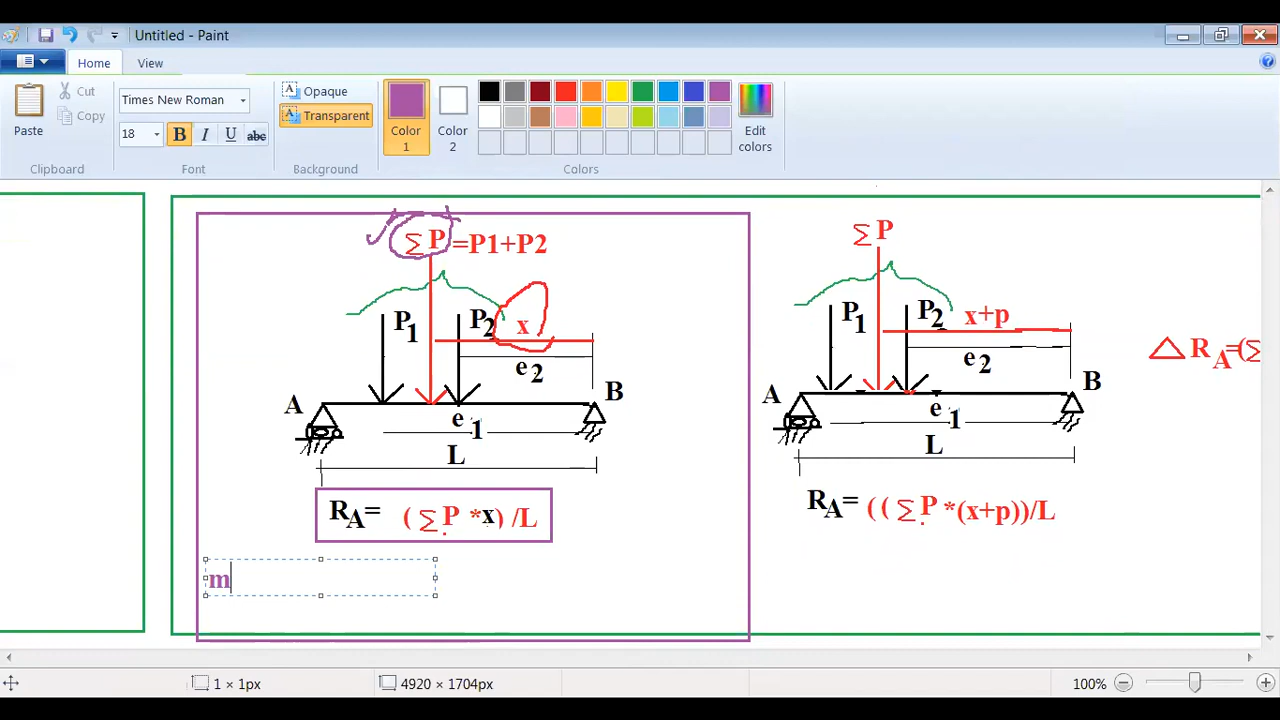 Untitled - Paint
Home View
Paste
Cut
Copy
Clipboard
Times New Roman
18 B I U abc
Font
Opaque
Transparent
Background
Color 1
Color 2
Edit colors
Colors
∑ P =P1+P2
P1 P2 x
e2
A B
e1
L
RA= ( ∑ P *x) /L
m
∑ P
P1 P2 x+p
e2
A B
e1
L
RA= ( ( ∑ P *(x+p))/L
△ RA=(∑
1 × 1px
4920 × 1704px
100%